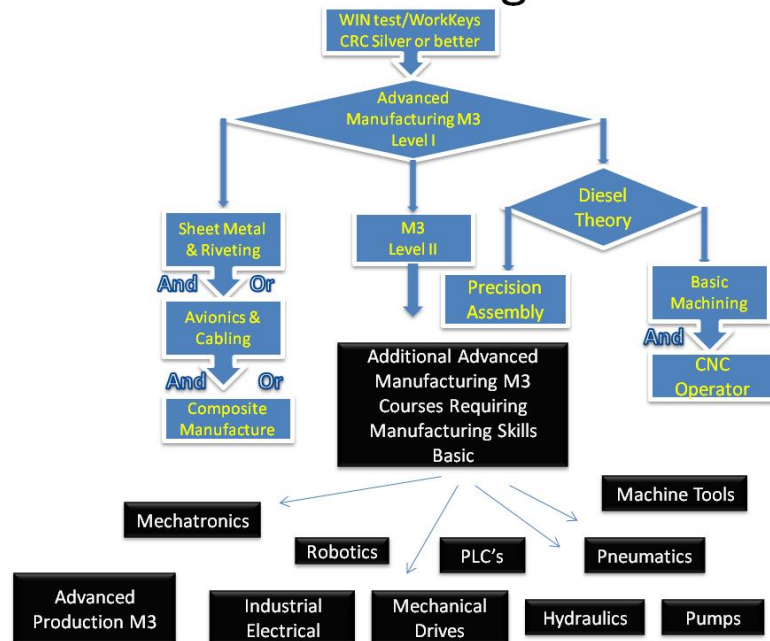 WIN test/WorkKeys
CRC Silver or better
Advanced
Manufacturing M3
Level I
Diesel
Theory
Sheet Metal
& Riveting
M3
Level II
And Or
Precision
Assembly
Basic
Machining
Avionics &
Cabling
And
And Or
Additional Advanced
Manufacturing M3
Courses Requiring
Manufacturing Skills
Basic
CNC
Operator
Composite
Manufacture
Machine Tools
Mechatronics
Robotics
PLC's
Pneumatics
Advanced
Production M3
Industrial
Electrical
Mechanical
Drives
Hydraulics
Pumps